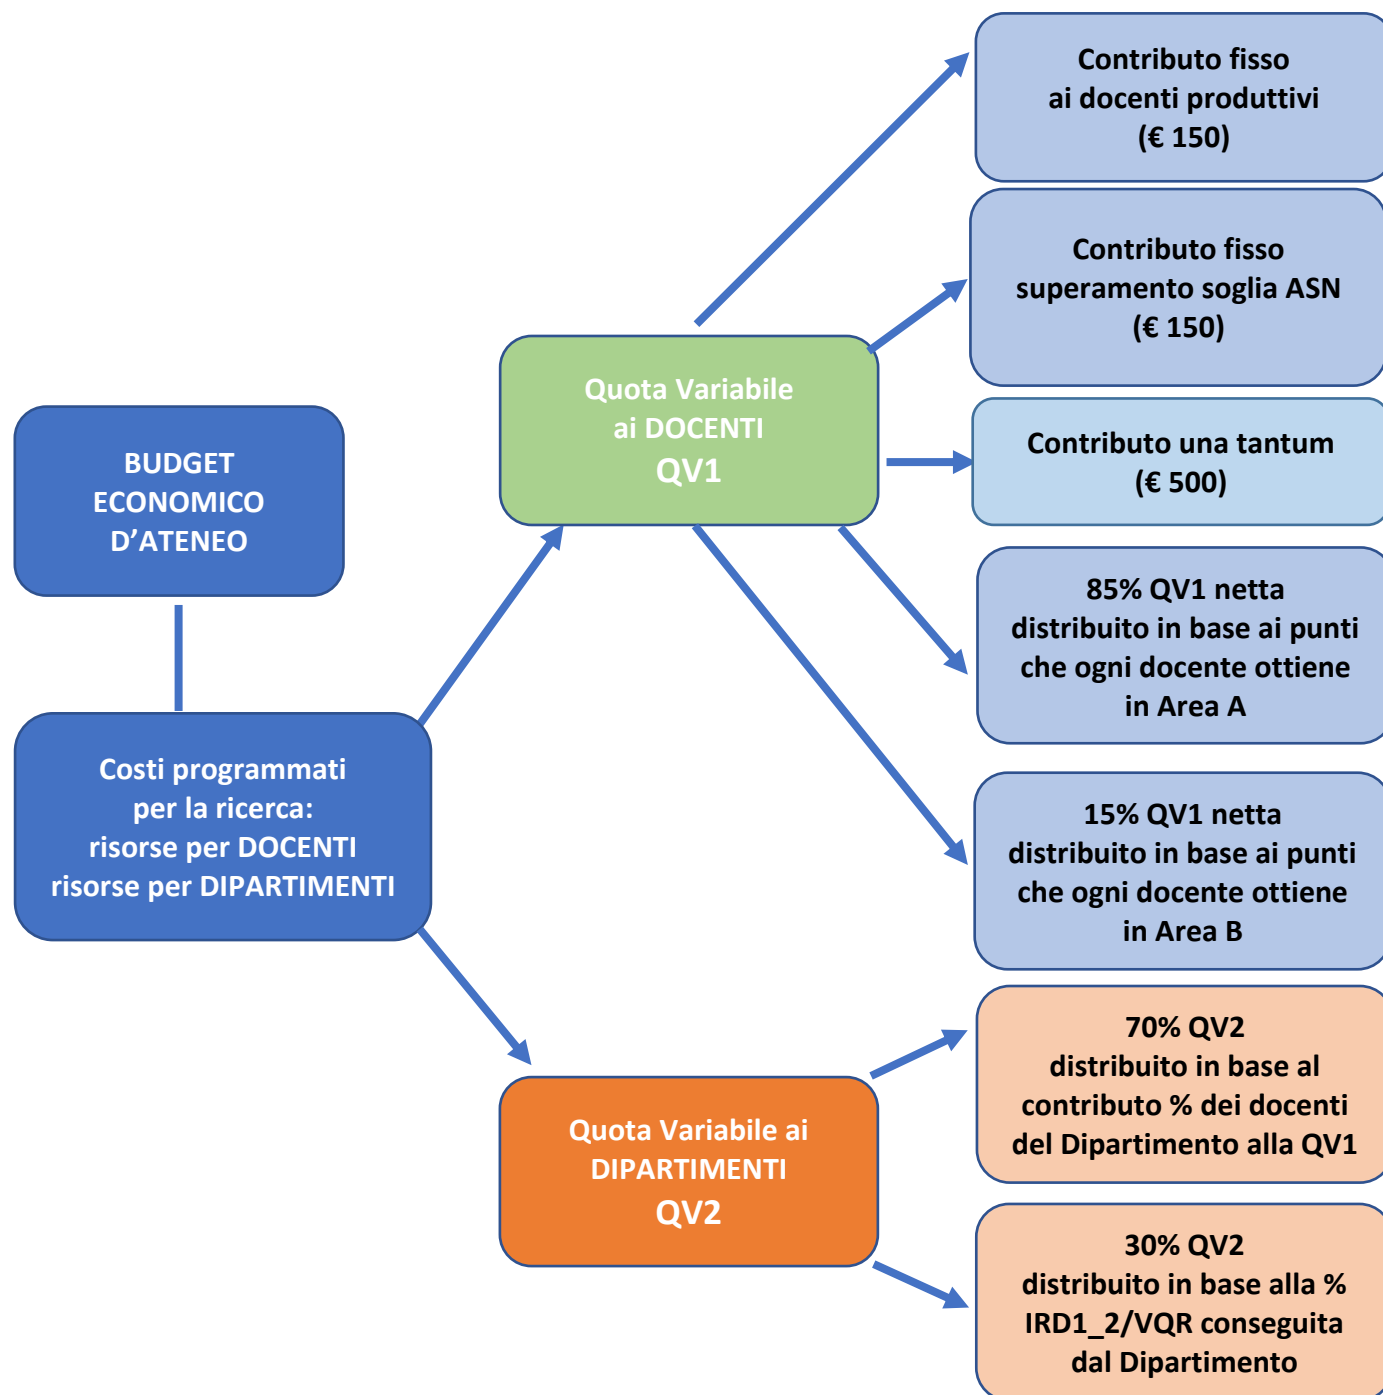 BUDGET
ECONOMICO
D’ATENEO
Costi programmati
per la ricerca:
risorse per DOCENTI
risorse per DIPARTIMENTI
Quota Variabile
ai DOCENTI
QV1
Quota Variabile ai
DIPARTIMENTI
QV2
Contributo fisso
ai docenti produttivi
(€ 150)
Contributo fisso
superamento soglia ASN
(€ 150)
Contributo una tantum
(€ 500)
85% QV1 netta
distribuito in base ai punti
che ogni docente ottiene
in Area A
15% QV1 netta
distribuito in base ai punti
che ogni docente ottiene
in Area B
70% QV2
distribuito in base al
contributo % dei docenti
del Dipartimento alla QV1
30% QV2
distribuito in base alla %
IRD1_2/VQR conseguita
dal Dipartimento